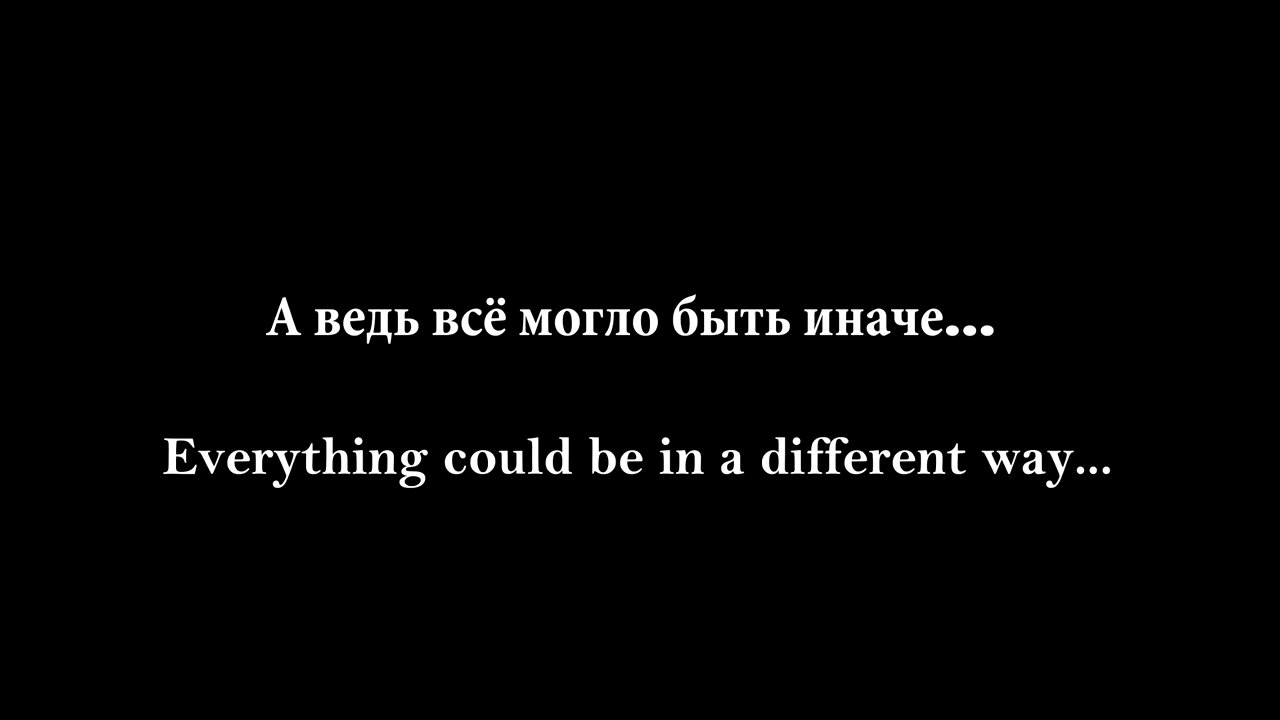 А ведь всё могло быть иначе...
Everything could be in a different way...